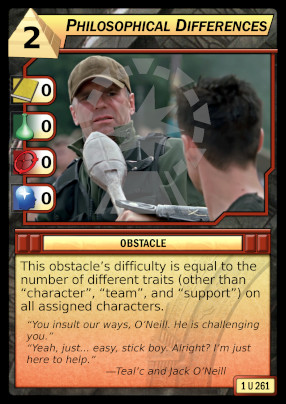 PHILOSOPHICAL DIFFERENCES
2
0
0
0
0
OBSTACLE
This obstacle's difficulty is equal to the
number of different traits (other than
"character", "team", and "support") on
all assigned characters.
"You insult our ways, O'Neill. He is challenging
you."
"Yeah, just... easy, stick boy. Alright? I'm just
here to help."
—Teal'c and Jack O'Neill
1 U 261